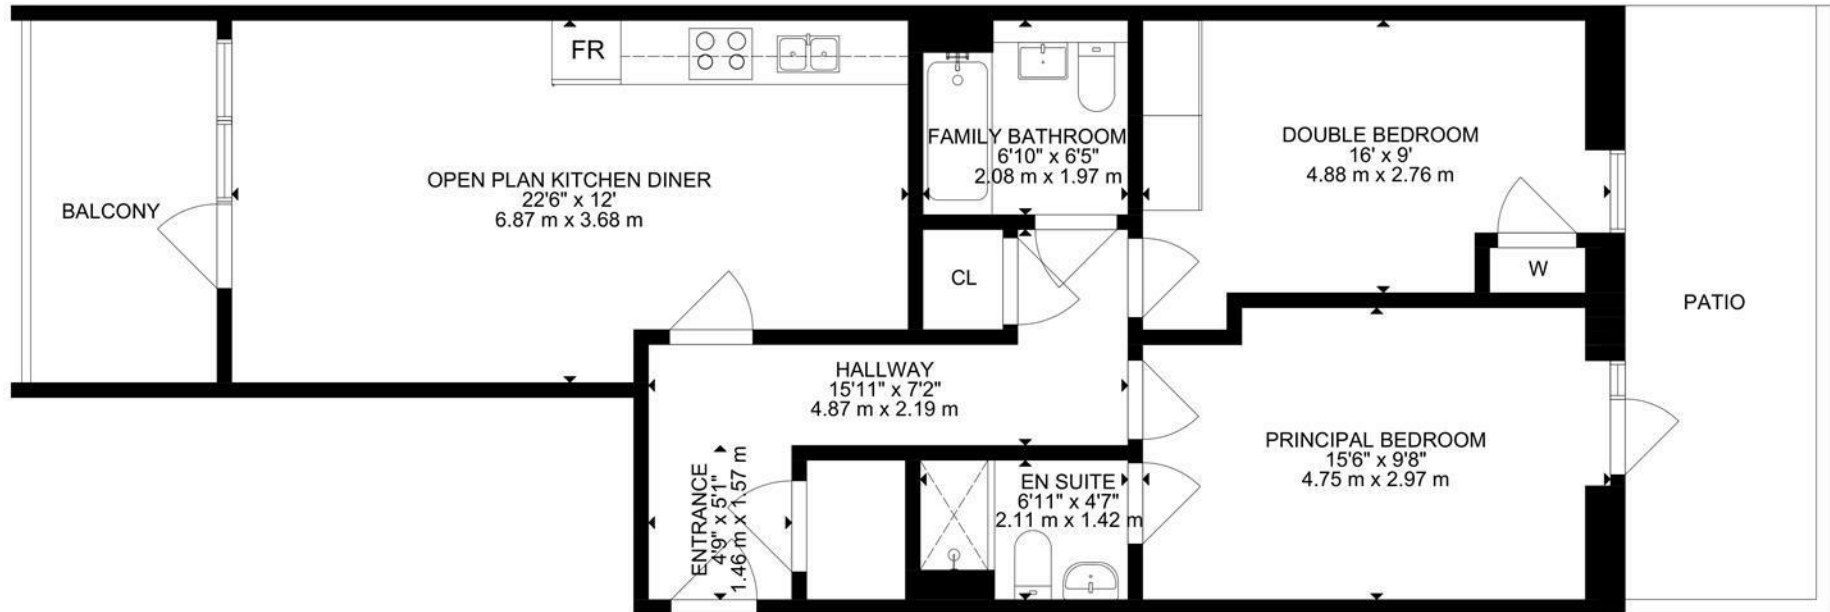 BALCONY
OPEN PLAN KITCHEN DINER
22'6" x 12'
6.87 m x 3.68 m
FR
FAMILY BATHROOM
6'10" x 6'5"
2.08 m x 1.97 m
DOUBLE BEDROOM
16' x 9'
4.88 m x 2.76 m
CL
W
PATIO
HALLWAY
15'11" x 7'2"
4.87 m x 2.19 m
ENTRANCE
4'9" x 5'1"
1.46 m x 1.57 m
EN SUITE
6'11" x 4'7"
2.11 m x 1.42 m
PRINCIPAL BEDROOM
15'6" x 9'8"
4.75 m x 2.97 m